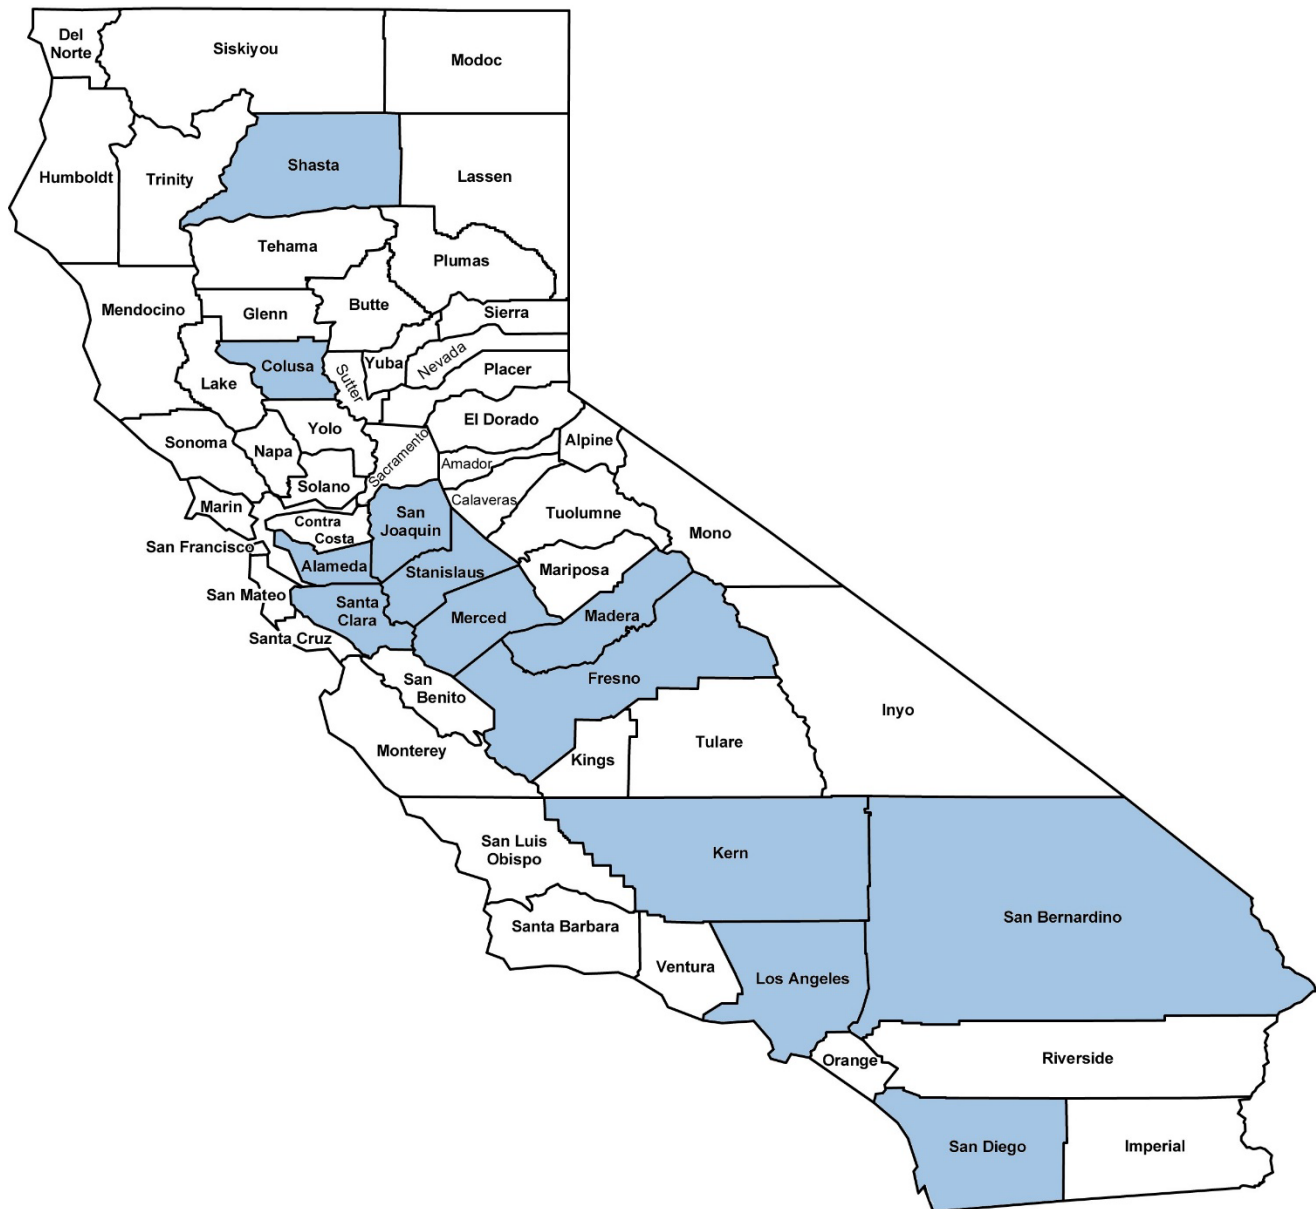 Del
Norte
Siskiyou
Modoc
Humboldt
Trinity
Shasta
Lassen
Tehama
Plumas
Mendocino
Glenn
Butte
Sierra
Colusa
Lake
Sutter
Yuba
Nevada
Placer
El Dorado
Sonoma
Napa
Yolo
Sacramento
Alpine
Amador
Solano
Marin
Calaveras
Contra
Costa
San
Joaquin
Tuolumne
Mono
San Francisco
Alameda
Stanislaus
Mariposa
San Mateo
Santa
Clara
Merced
Madera
Santa Cruz
San
Benito
Fresno
Inyo
Monterey
Kings
Tulare
San Luis
Obispo
Kern
San Bernardino
Santa Barbara
Ventura
Los Angeles
Orange
Riverside
San Diego
Imperial